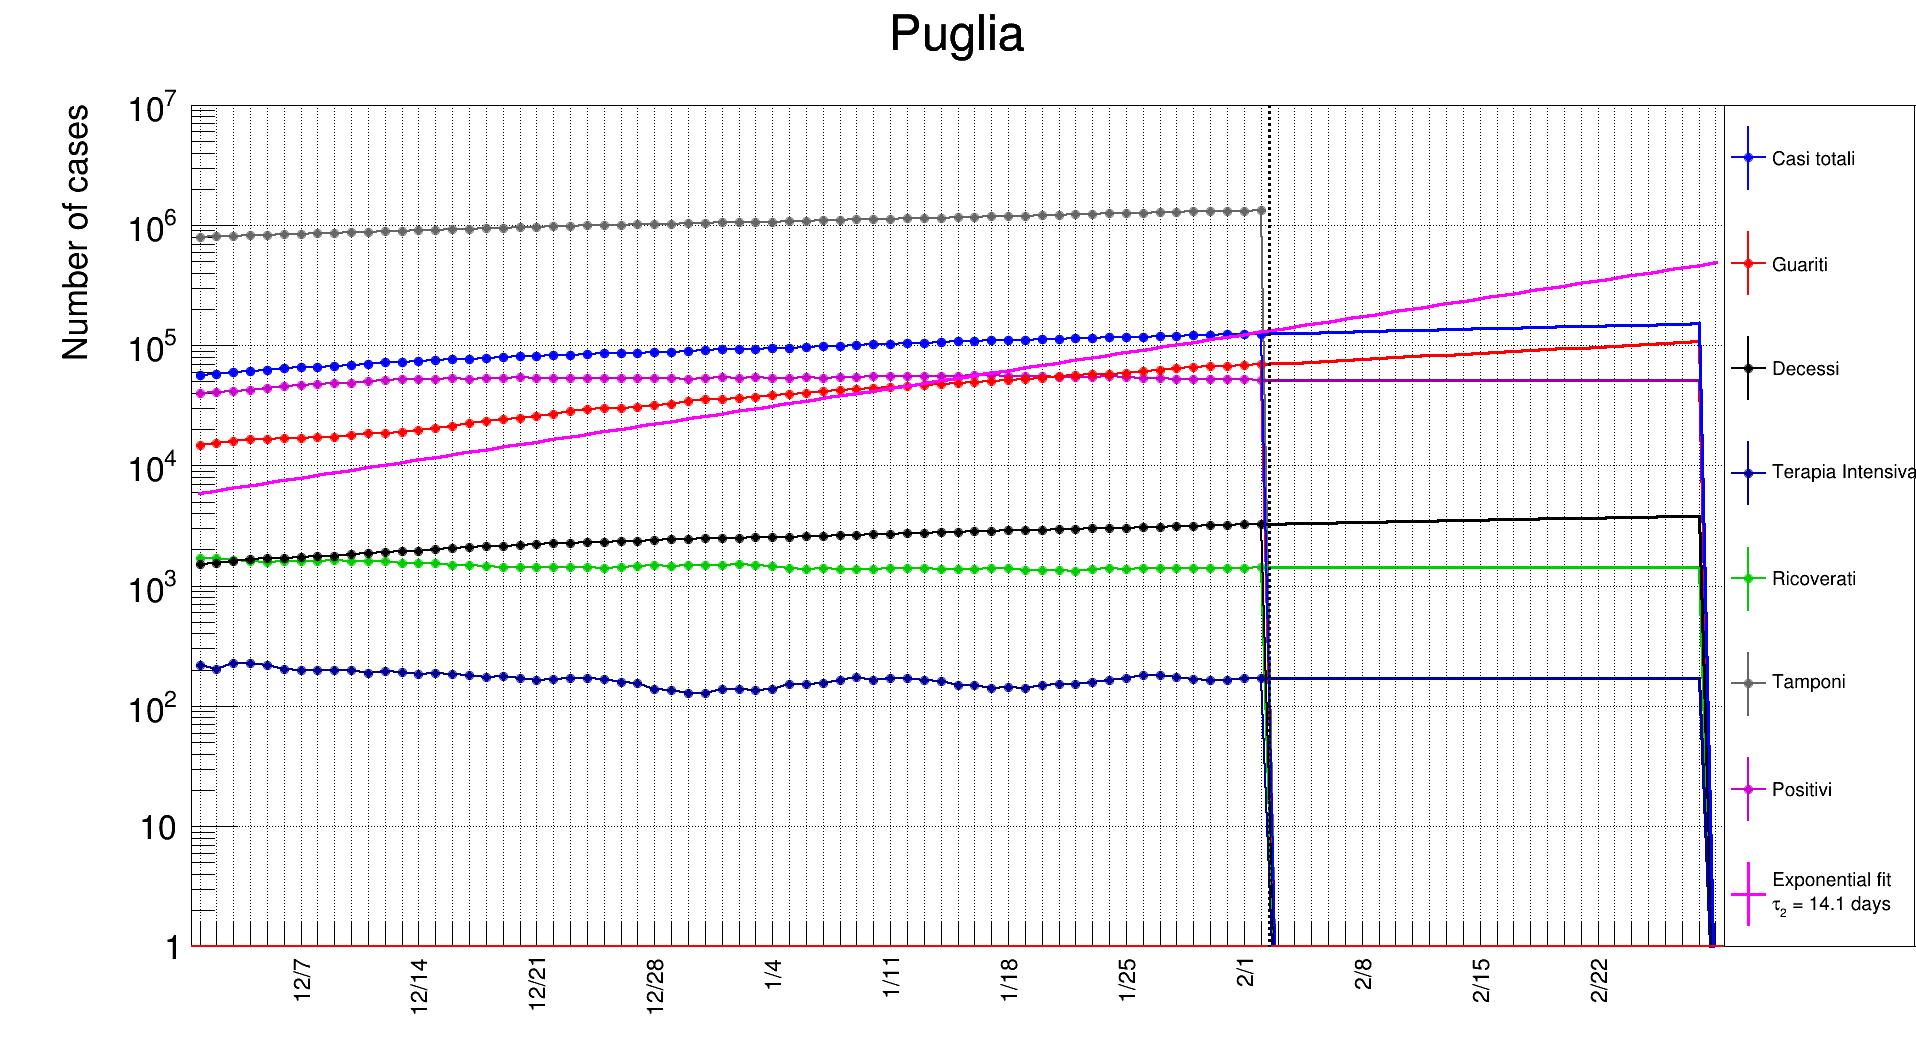 Puglia
Number of cases
10^7
10^6
10^5
10^4
10^3
10^2
10
1
12/7
12/14
12/21
12/28
1/4
1/11
1/18
1/25
2/1
2/8
2/15
2/22
Casi totali
Guariti
Decessi
Terapia Intensiva
Ricoverati
Tamponi
Positivi
Exponential fit
τ_2 = 14.1 days